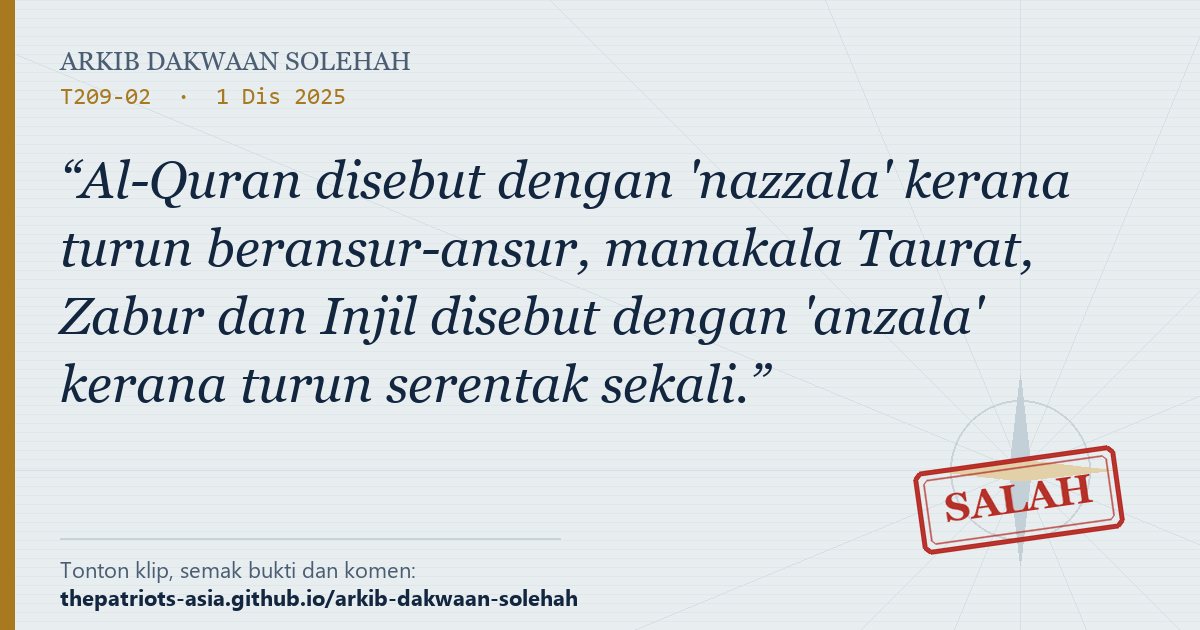 ARKIB DAKWAAN SOLEHAH
T209-02 · 1 Dis 2025
“Al-Quran disebut dengan 'nazzala' kerana
turun beransur-ansur, manakala Taurat,
Zabur dan Injil disebut dengan 'anzala'
kerana turun serentak sekali.”
SALAH
Tonton klip, semak bukti dan komen:
thepatriots-asia.github.io/arkib-dakwaan-solehah